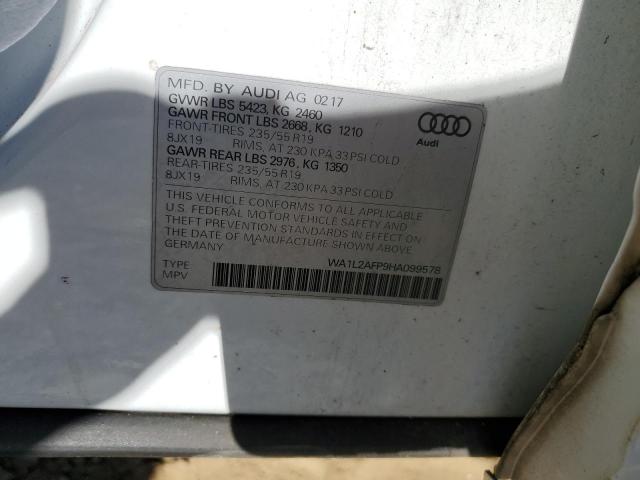 MFD. BY AUDI AG 02 17
GVWR LBS 5423, KG 2460
GAWR FRONT LBS 2668, KG 1210
FRONT-TIRES 235/55 R19
8JX19 RIMS, AT 230 KPA 33 PSI COLD
GAWR REAR LBS 2976, KG 1350
REAR-TIRES 235/55 R19
8JX19 RIMS, AT 230 KPA 33 PSI COLD
Audi
THIS VEHICLE CONFORMS TO ALL APPLICABLE
U.S. FEDERAL MOTOR VEHICLE SAFETY AND
THEFT PREVENTION STANDARDS IN EFFECT ON
THE DATE OF MANUFACTURE SHOWN ABOVE
GERMANY
WA1L2AFP9HA099578
TYPE
MPV